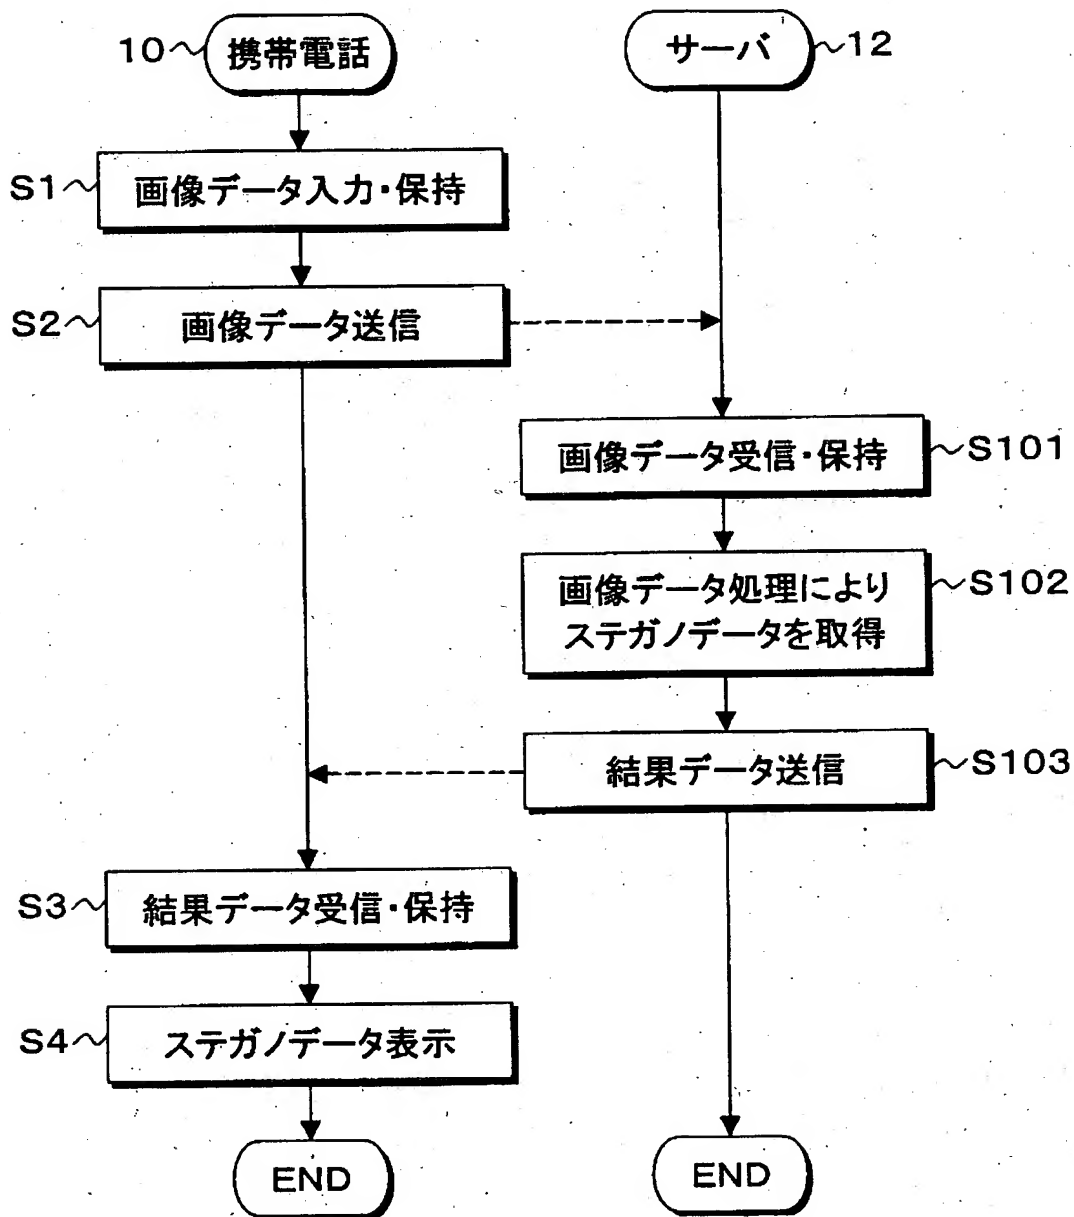 10 携帯電話
サーバ 12
S1 画像データ入力・保持
S2 画像データ送信
画像データ受信・保持 S101
画像データ処理により S102
ステガノデータを取得
結果データ送信 S103
S3 結果データ受信・保持
S4 ステガノデータ表示
END
END